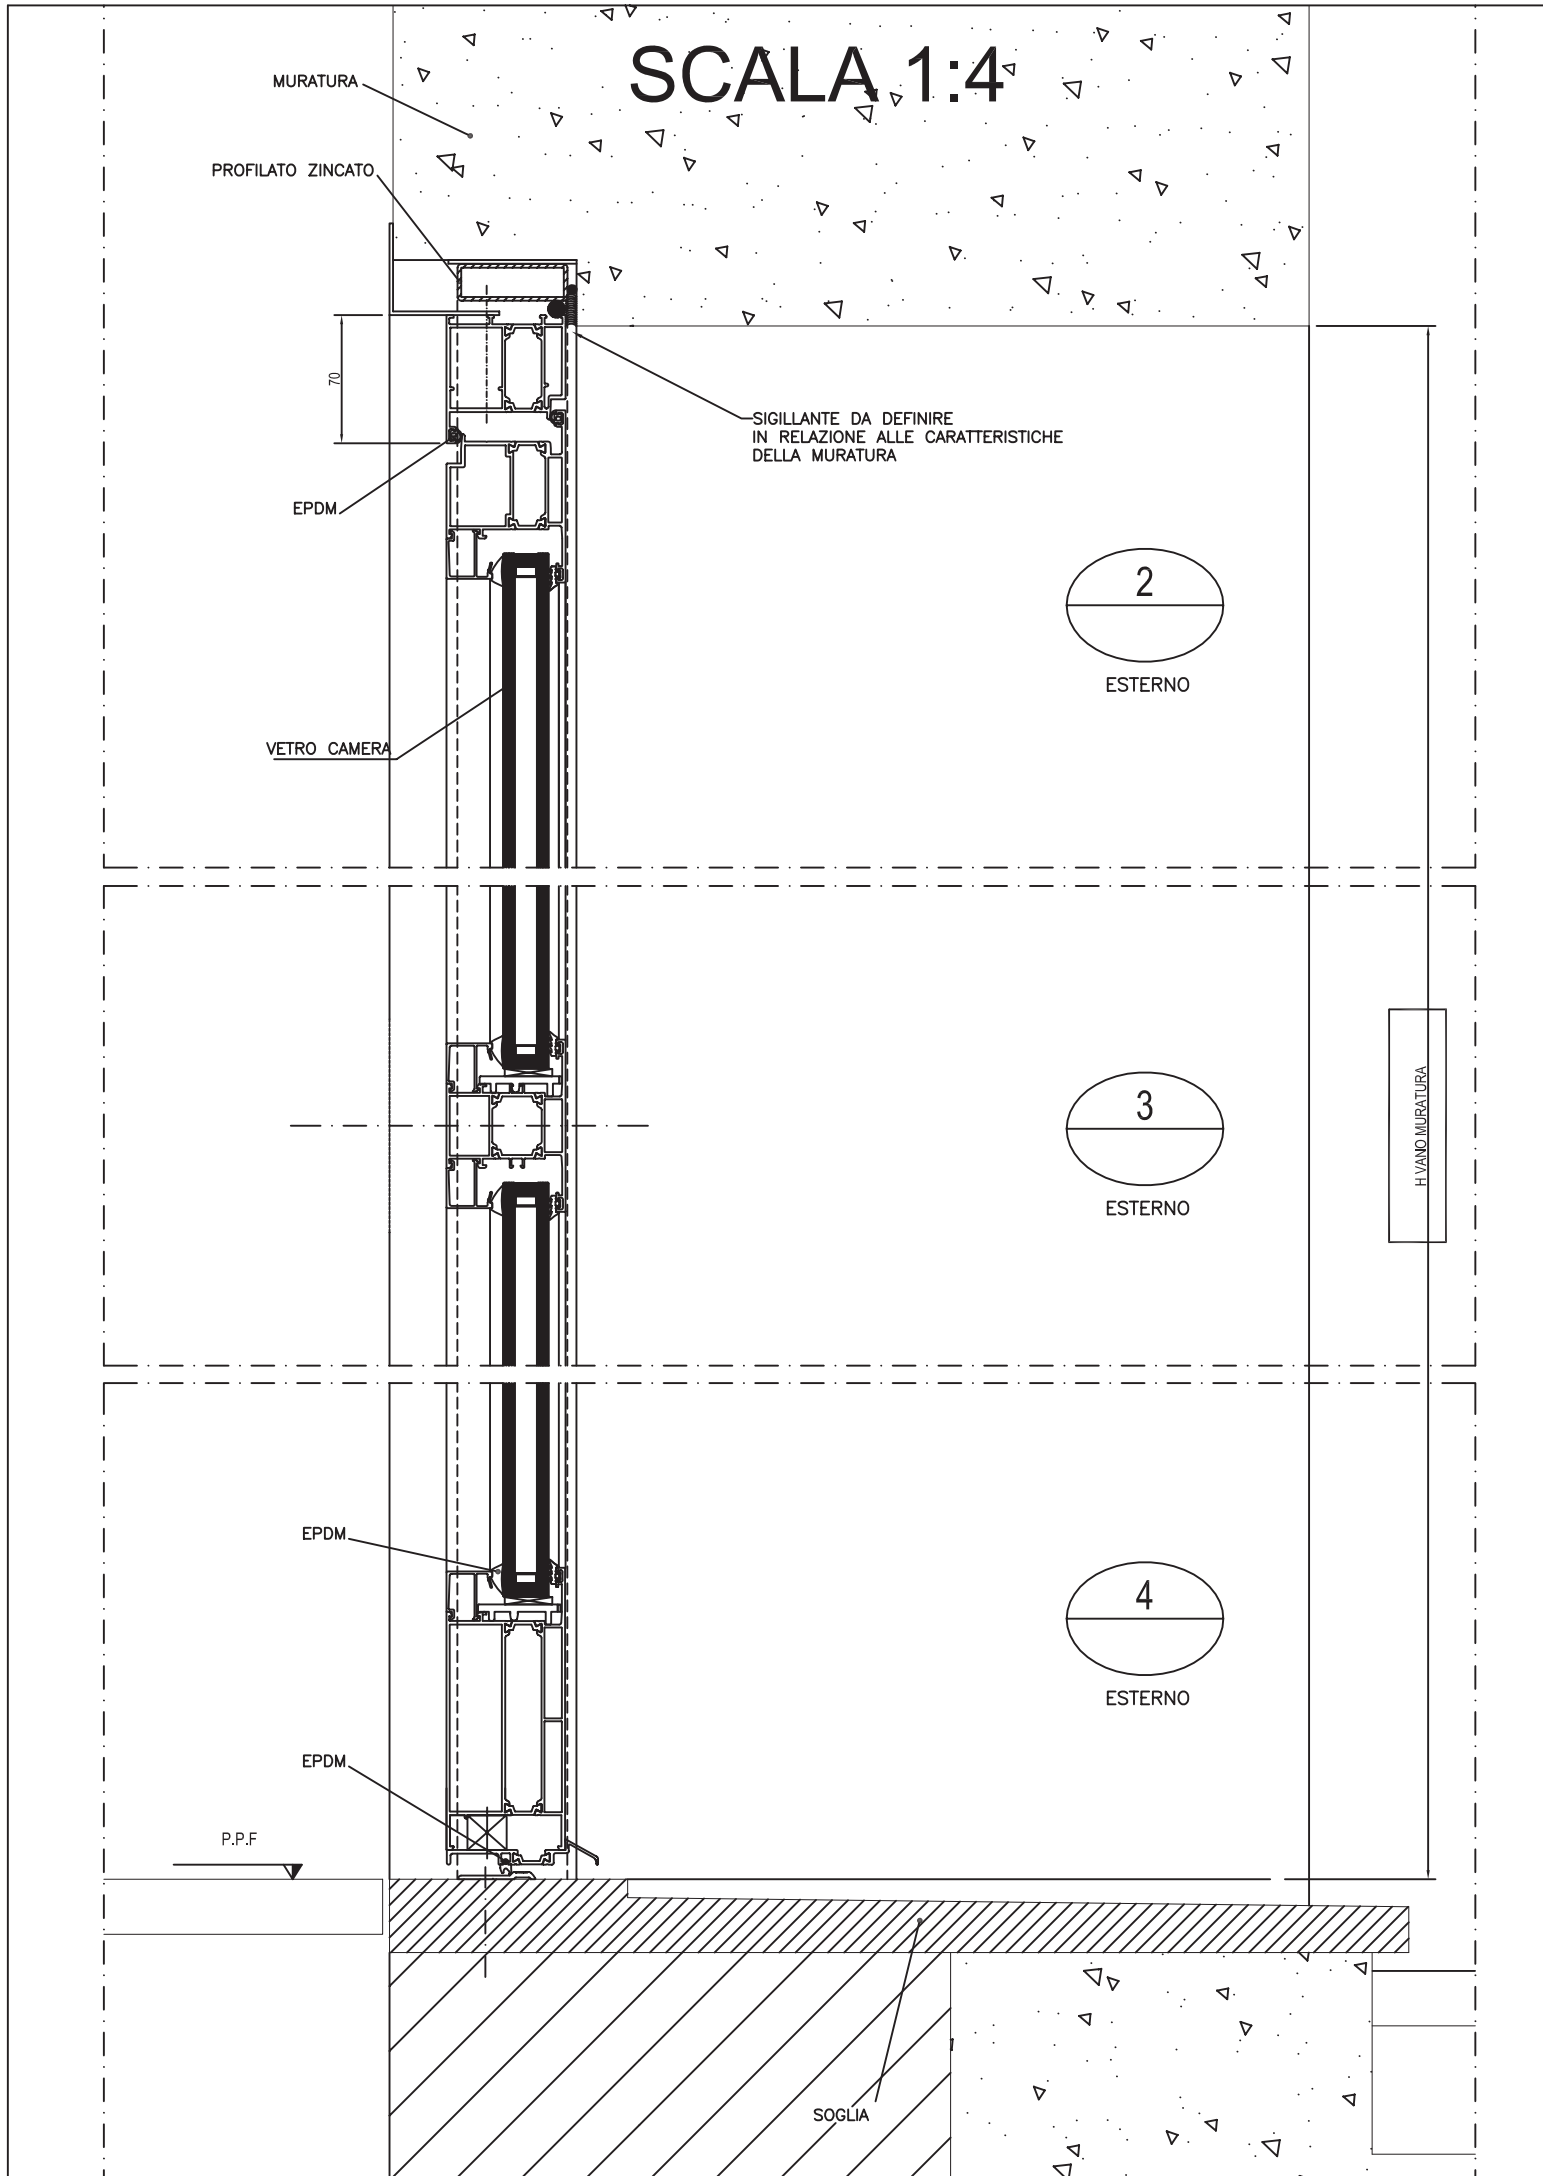 SCALA 1:4
MURATURA
PROFILATO ZINCATO
70
SIGILLANTE DA DEFINIRE
IN RELAZIONE ALLE CARATTERISTICHE
DELLA MURATURA
EPDM
2
ESTERNO
VETRO CAMERA
3
ESTERNO
H VANO MURATURA
EPDM
4
ESTERNO
EPDM
P.P.F
SOGLIA